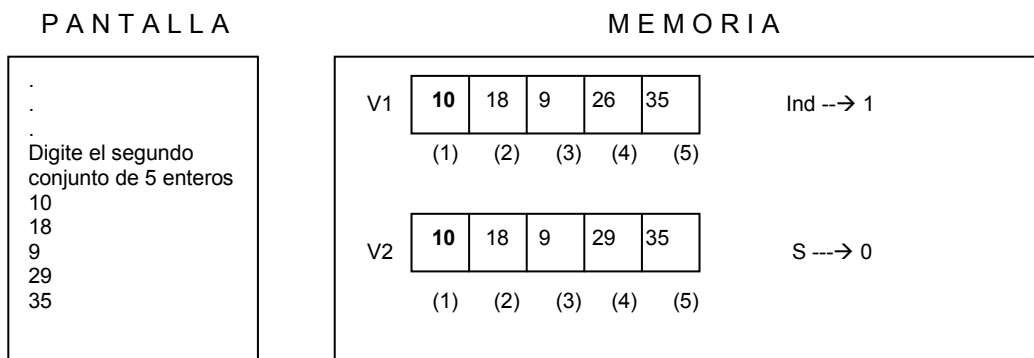 PANTALLA
MEMORIA
.
.
.
Digite el segundo
conjunto de 5 enteros
10
18
9
29
35
V1 10 18 9 26 35 Ind --→ 1
(1) (2) (3) (4) (5)
V2 10 18 9 29 35 S ---→ 0
(1) (2) (3) (4) (5)